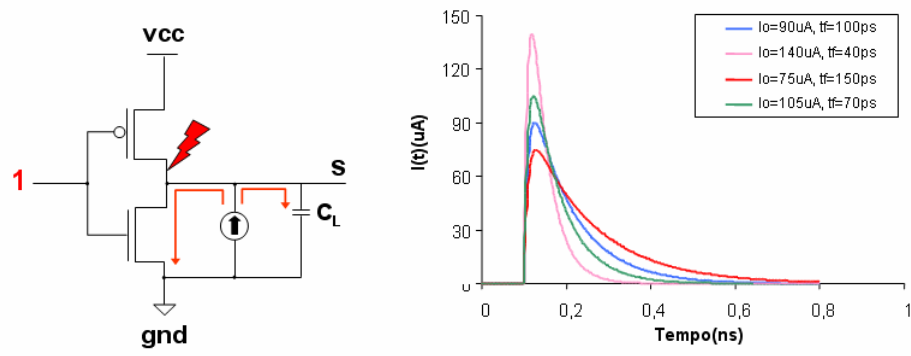 vcc
1
S
CL
gnd
I(t)(uA)
150
120
90
60
30
0
0
0,2
0,4
0,6
0,8
1
Tempo(ns)
Io=90uA, tf=100ps
Io=140uA, tf=40ps
Io=75uA, tf=150ps
Io=105uA, tf=70ps